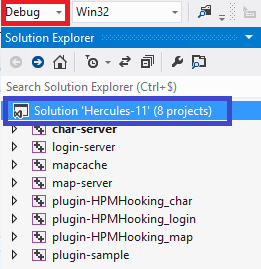 Debug Win32
Solution Explorer
Search Solution Explorer (Ctrl+$)
Solution 'Hercules-11' (8 projects)
char-server
login-server
mapcache
map-server
plugin-HPMHooking_char
plugin-HPMHooking_login
plugin-HPMHooking_map
plugin-sample